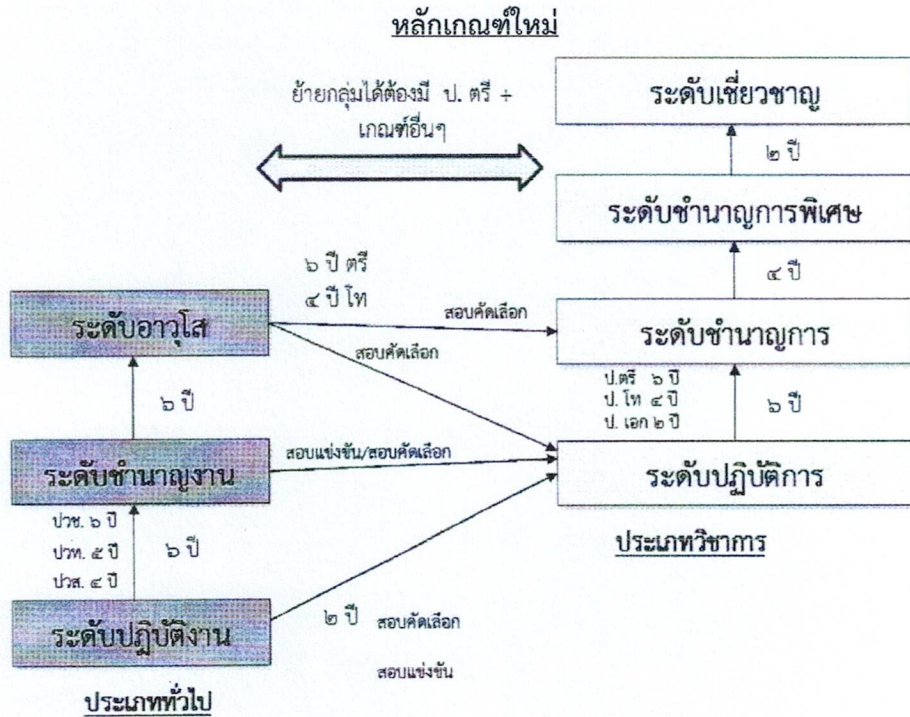 หลักเกณฑ์ใหม่
ย้ายกลุ่มได้ต้องมี ป. ตรี +
เกณฑ์อื่นๆ
ระดับเชี่ยวชาญ
๒ ปี
ระดับชำนาญการพิเศษ
๔ ปี
๖ ปี ตรี
๔ ปี โท
ระดับอาวุโส
สอบคัดเลือก
ระดับชำนาญการ
สอบคัดเลือก
๖ ปี
ป.ตรี ๖ ปี
ป. โท ๔ ปี
ป. เอก ๒ ปี
๖ ปี
ระดับชำนาญงาน
สอบแข่งขัน/สอบคัดเลือก
ระดับปฏิบัติการ
ปวช. ๖ ปี
ปวท. ๕ ปี
ปวส. ๔ ปี
๖ ปี
ประเภทวิชาการ
ระดับปฏิบัติงาน
๒ ปี สอบคัดเลือก
สอบแข่งขัน
ประเภททั่วไป